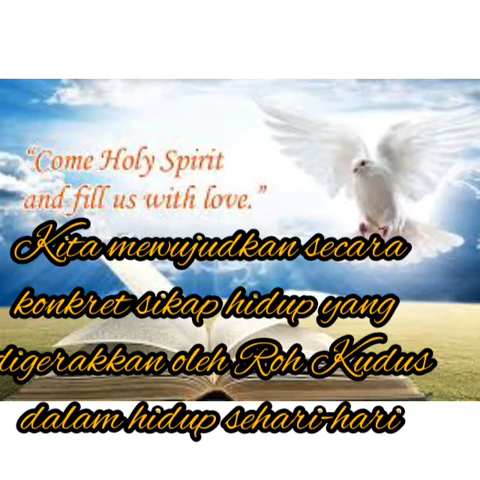 “Come Holy Spirit
and fill us with love.”
Kita mewujudkan secara
konkret sikap hidup yang
digerakkan oleh Roh Kudus
dalam hidup sehari-hari